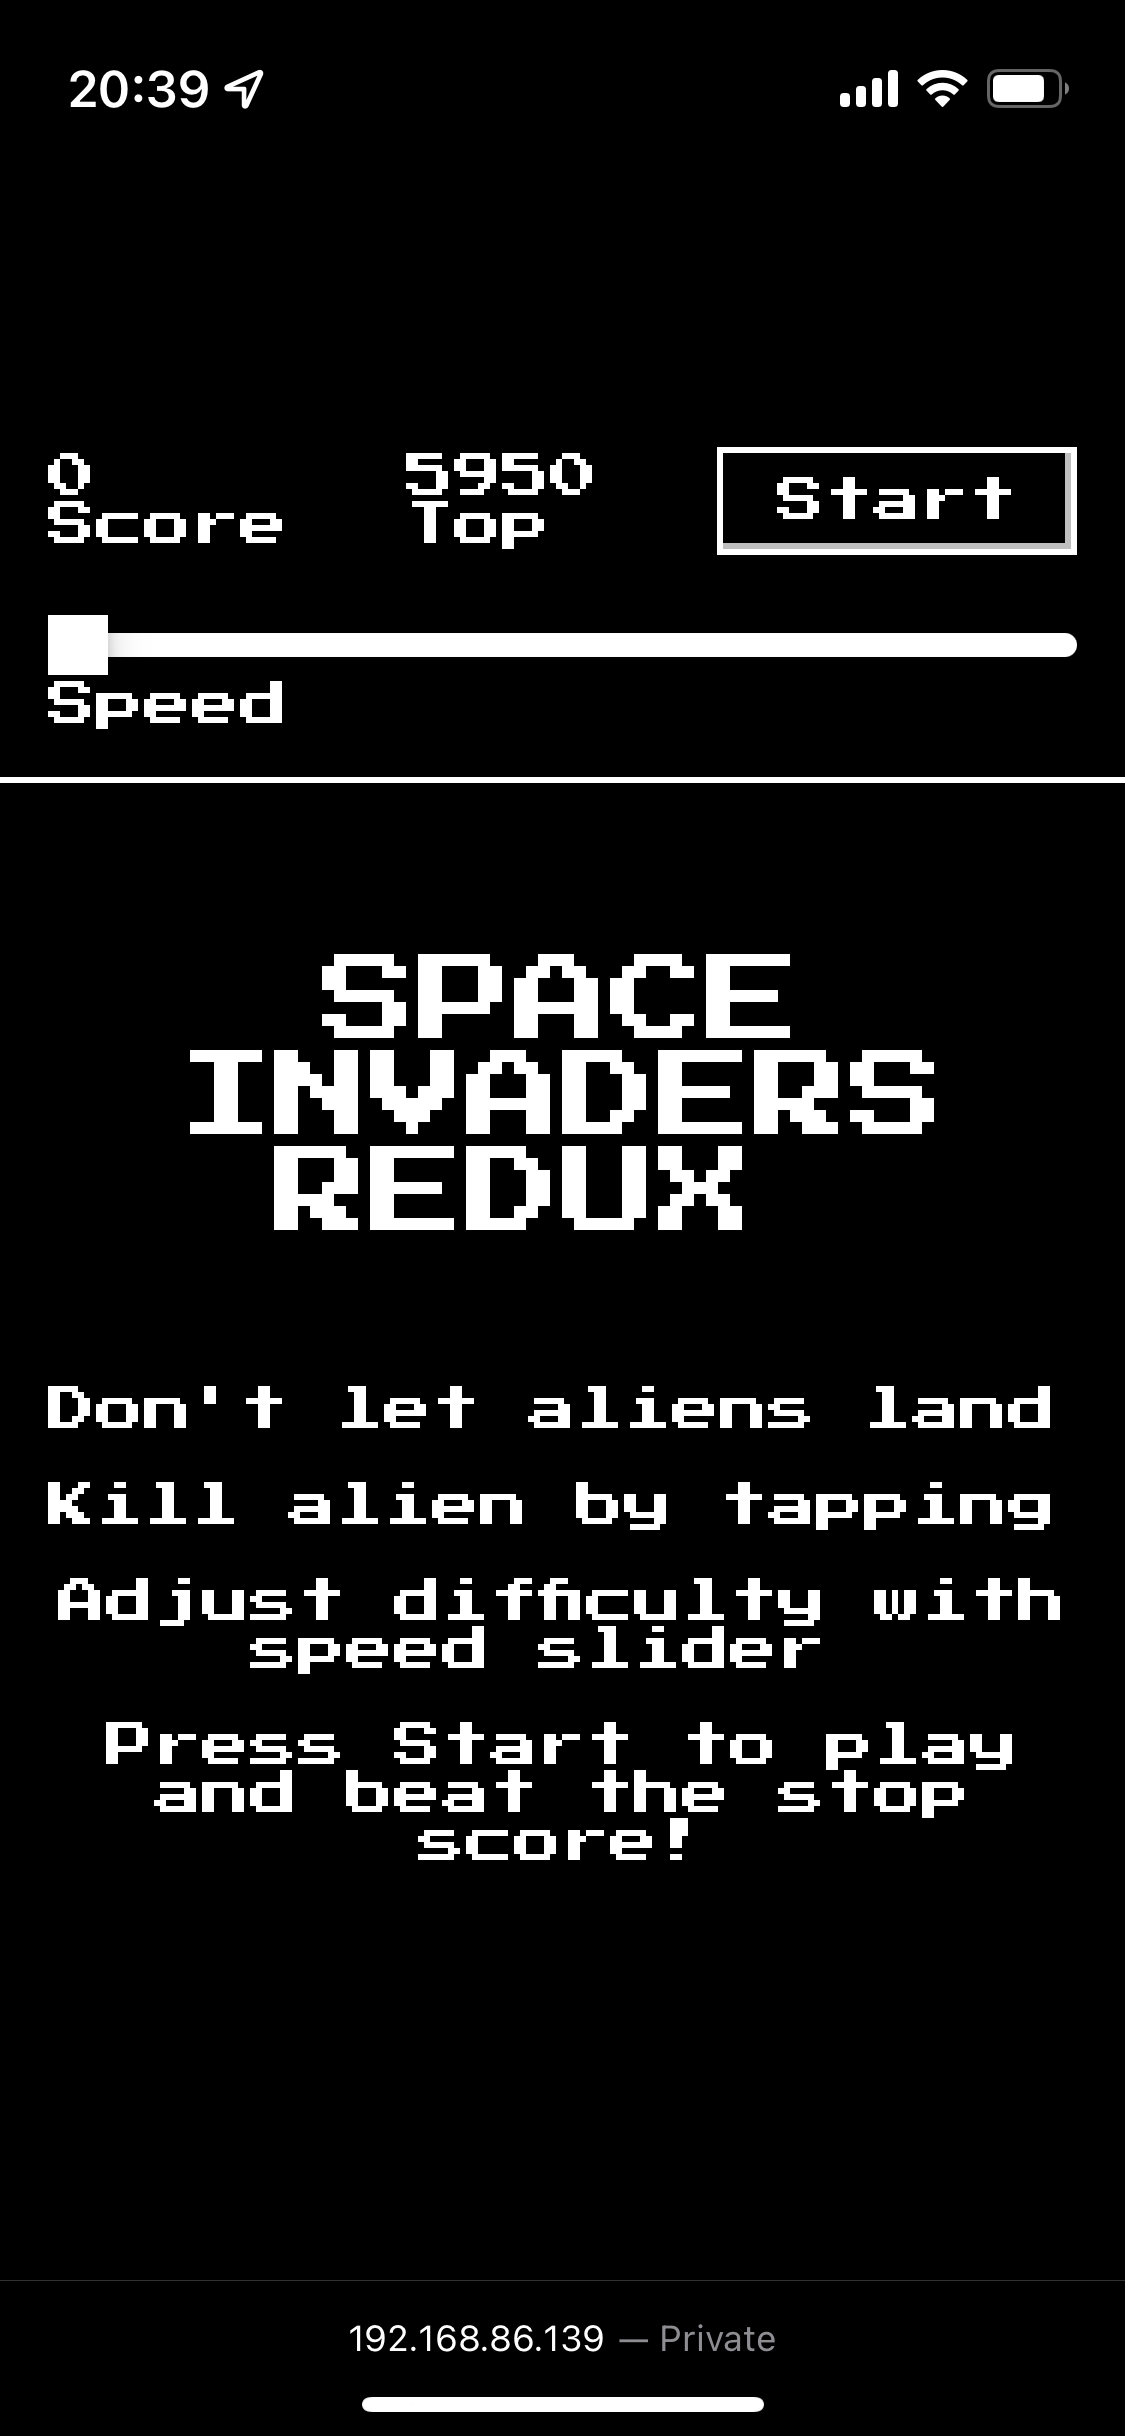 20:39
0
Score
5950
Top
Start
Speed
SPACE
INVADERS
REDUX
Don't let aliens land
Kill alien by tapping
Adjust difficulty with
speed slider
Press Start to play
and beat the stop
score!
192.168.86.139 — Private